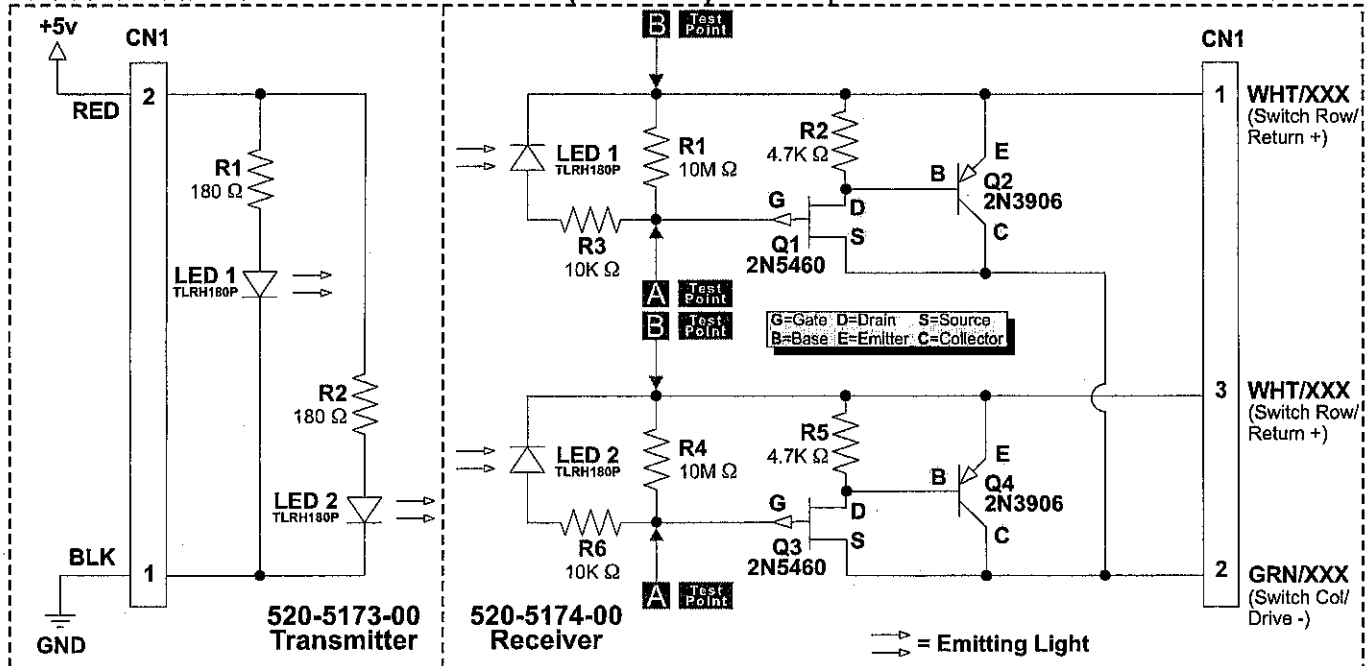 +5v
CN1
2
RED
R1
180 Ω
LED 1
TLRH180P
R2
180 Ω
LED 2
TLRH180P
BLK
1
GND
520-5173-00
Transmitter
B Test Point
LED 1
TLRH180P
R1
10M Ω
R3
10K Ω
R2
4.7K Ω
G
D
S
Q1
2N5460
B
E
Q2
2N3906
C
A Test Point
B Test Point
G=Gate D=Drain S=Source
B=Base E=Emitter C=Collector
LED 2
TLRH180P
R4
10M Ω
R6
10K Ω
R5
4.7K Ω
G
D
S
Q3
2N5460
B
E
Q4
2N3906
C
A Test Point
520-5174-00
Receiver
= Emitting Light
CN1
1
WHT/XXX
(Switch Row/
Return +)
3
WHT/XXX
(Switch Row/
Return +)
2
GRN/XXX
(Switch Col/
Drive -)